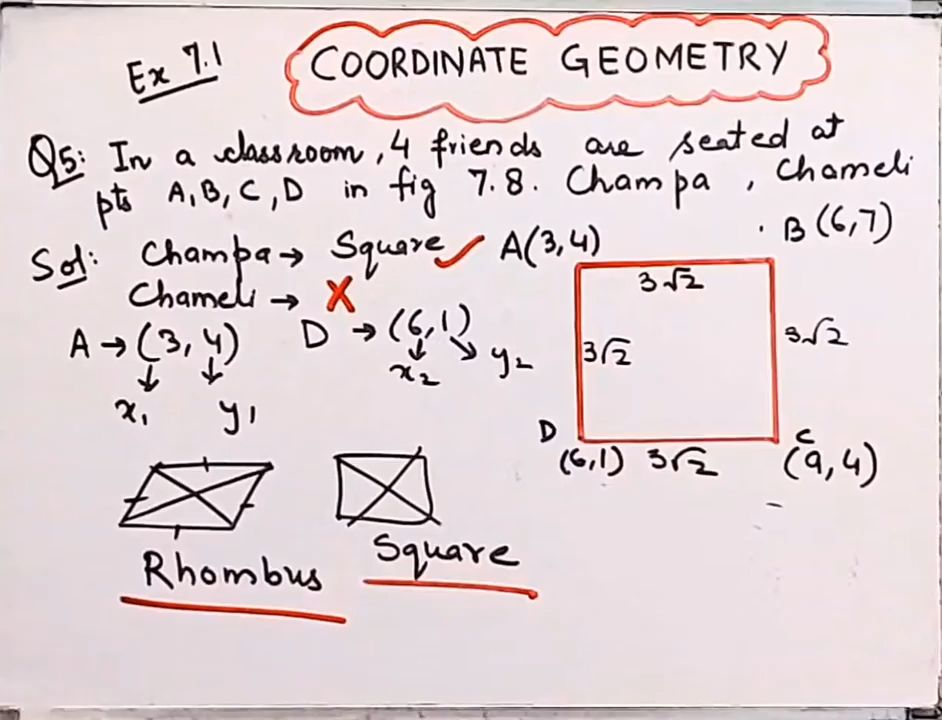 Ex 7.1
COORDINATE GEOMETRY
Q5: In a classroom, 4 friends are seated at
pts A, B, C, D in fig 7.8. Champa, Chameli
Sol: Champa → Square ✓
Chameli → X
A → (3, 4)
x₁ y₁
D → (6, 1)
x₂ y₂
A(3, 4)
B (6, 7)
3√2
3√2
3√2
D
(6,1)
3√2
C
(9, 4)
Rhombus
Square